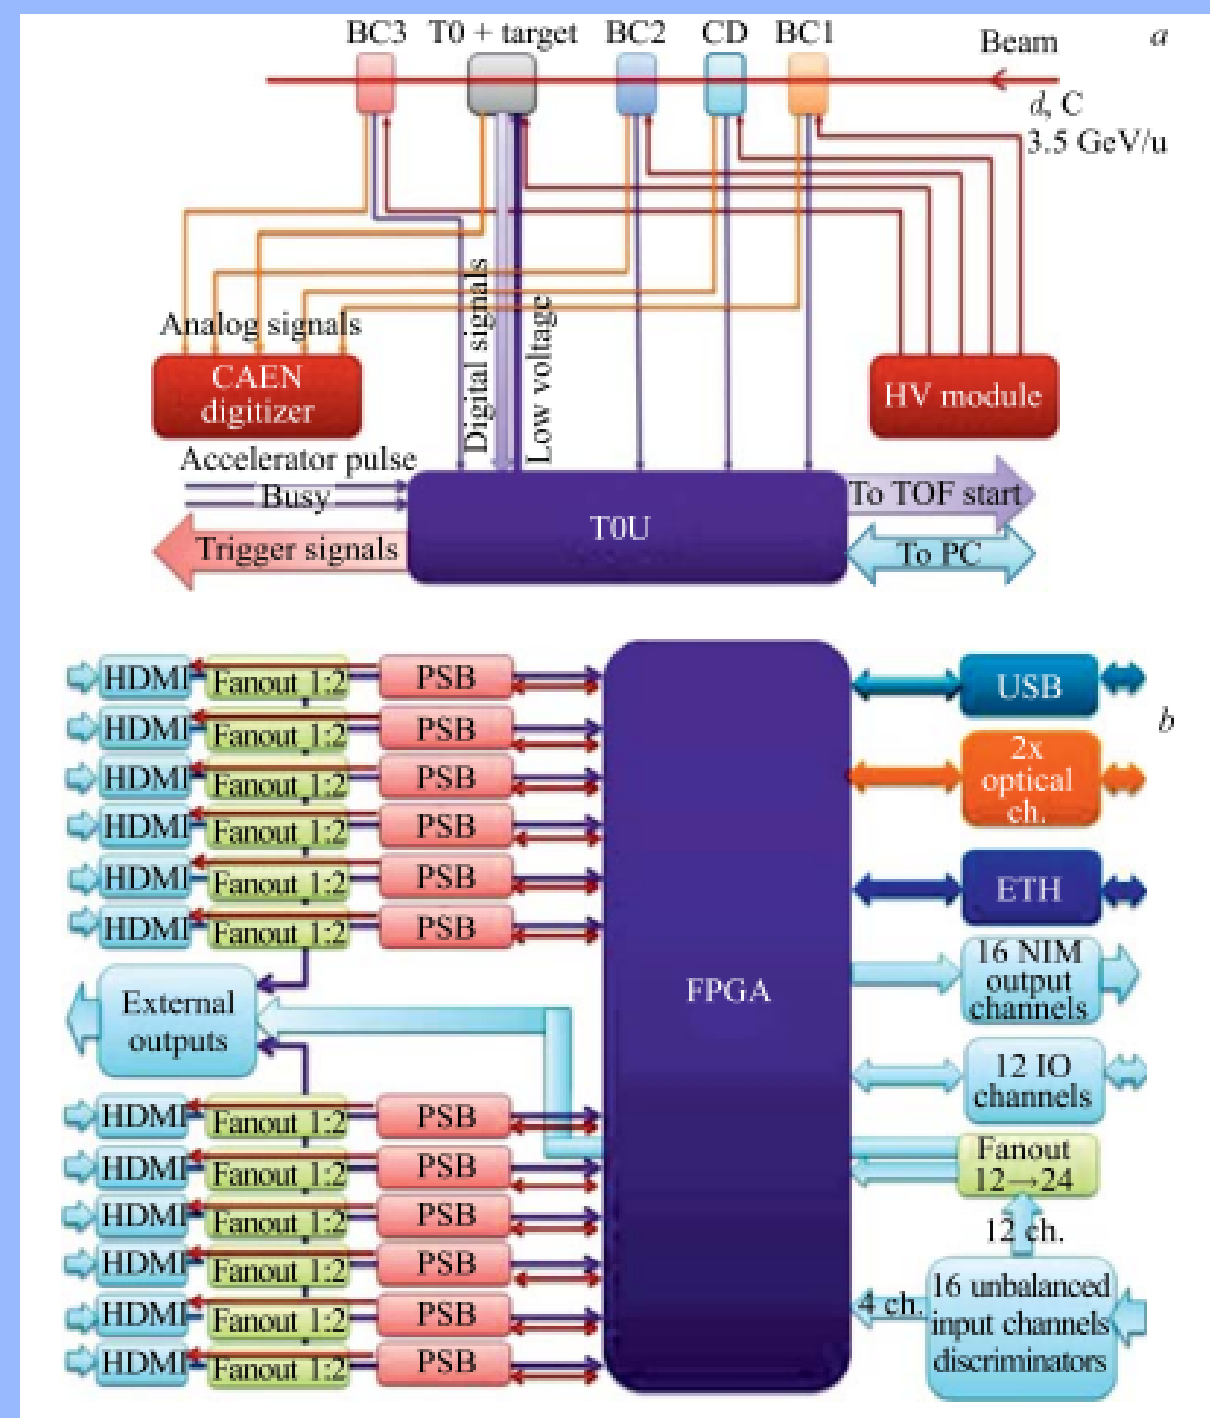 BC3 T0 + target BC2 CD BC1
Beam
a
d, C
3.5 GeV/u
Analog signals
Digital signals
Low voltage
CAEN
digitizer
HV module
Accelerator pulse
Busy
Trigger signals
T0U
To TOF start
To PC
HDMI Fanout 1:2 PSB
HDMI Fanout 1:2 PSB
HDMI Fanout 1:2 PSB
HDMI Fanout 1:2 PSB
HDMI Fanout 1:2 PSB
HDMI Fanout 1:2 PSB
External
outputs
HDMI Fanout 1:2 PSB
HDMI Fanout 1:2 PSB
HDMI Fanout 1:2 PSB
HDMI Fanout 1:2 PSB
HDMI Fanout 1:2 PSB
HDMI Fanout 1:2 PSB
FPGA
USB
b
2x
optical
ch.
ETH
16 NIM
output
channels
12 IO
channels
Fanout
12→24
12 ch.
4 ch.
16 unbalanced
input channels
discriminators